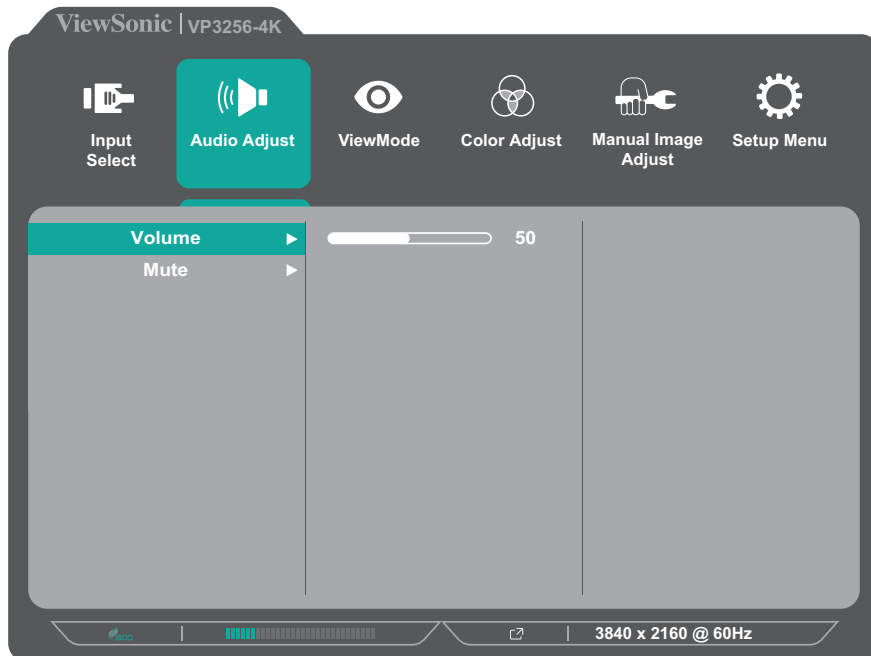 ViewSonic | VP3256-4K
Input Select
Audio Adjust
ViewMode
Color Adjust
Manual Image Adjust
Setup Menu
Volume 50
Mute
eco
3840 x 2160 @ 60Hz